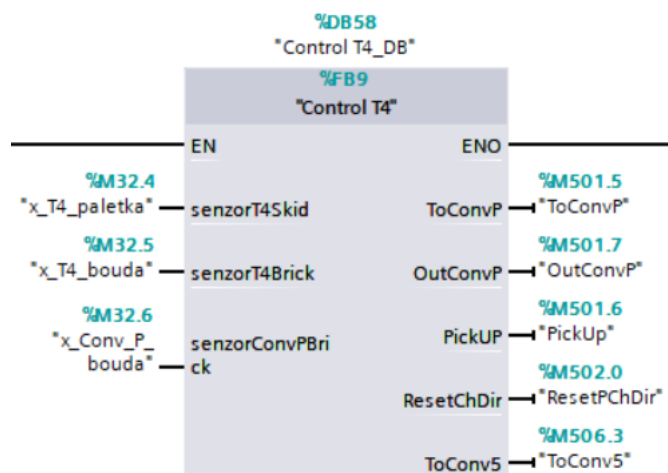 %DB58
"Control T4_DB"
%FB9
"Control T4"
EN ENO
%M32.4 %M501.5
"x_T4_paletka" senzorT4Skid ToConvP "ToConvP"
%M32.5 %M501.7
"x_T4_bouda" senzorT4Brick OutConvP "OutConvP"
%M32.6 %M501.6
"x_Conv_P_ senzorConvPBri PickUP "PickUp"
bouda" ck
%M502.0
ResetChDir "ResetPChDir"
%M506.3
ToConv5 "ToConv5"